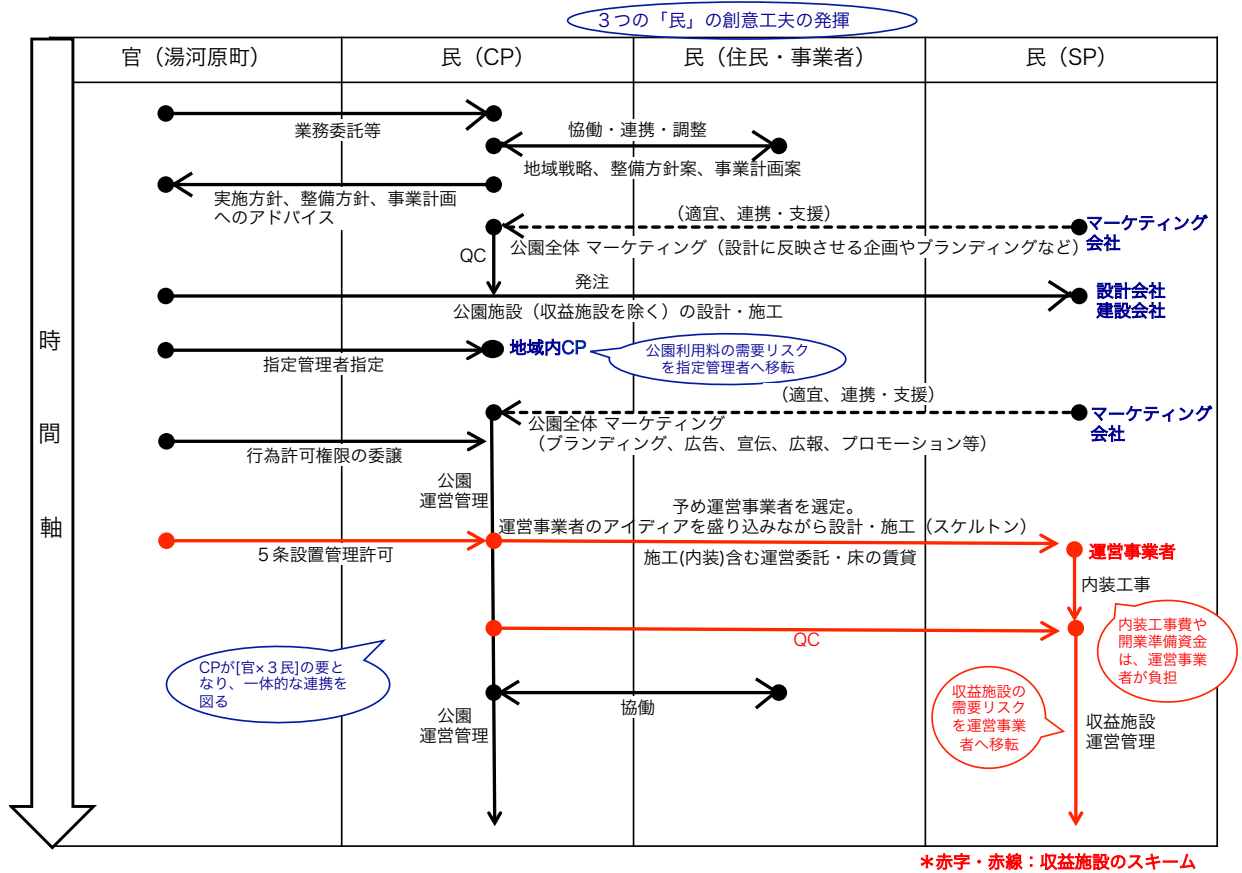 ３つの「民」の創意工夫の発揮
官（湯河原町）
民（CP）
民（住民・事業者）
民（SP）
業務委託等
協働・連携・調整
地域戦略、整備方針案、事業計画案
実施方針、整備方針、事業計画
へのアドバイス
（適宜、連携・支援）
マーケティング
会社
公園全体 マーケティング（設計に反映させる企画やブランディングなど）
QC
発注
設計会社
建設会社
公園施設（収益施設を除く）の設計・施工
時
間
軸
地域内CP
公園利用料の需要リスク
を指定管理者へ移転
指定管理者指定
（適宜、連携・支援）
マーケティング
会社
公園全体 マーケティング
（ブランディング、広告、宣伝、広報、プロモーション等）
行為許可権限の委譲
公園
運営管理
予め運営事業者を選定。
運営事業者のアイディアを盛り込みながら設計・施工（スケルトン）
５条設置管理許可
施工(内装)含む運営委託・床の賃貸
運営事業者
内装工事
内装工事費や
開業準備資金
は、運営事業
者が負担
QC
CPが[官×３民]の要と
なり、一体的な連携を
図る
協働
公園
運営管理
収益施設の
需要リスク
を運営事業
者へ移転
収益施設
運営管理
＊赤字・赤線：収益施設のスキーム